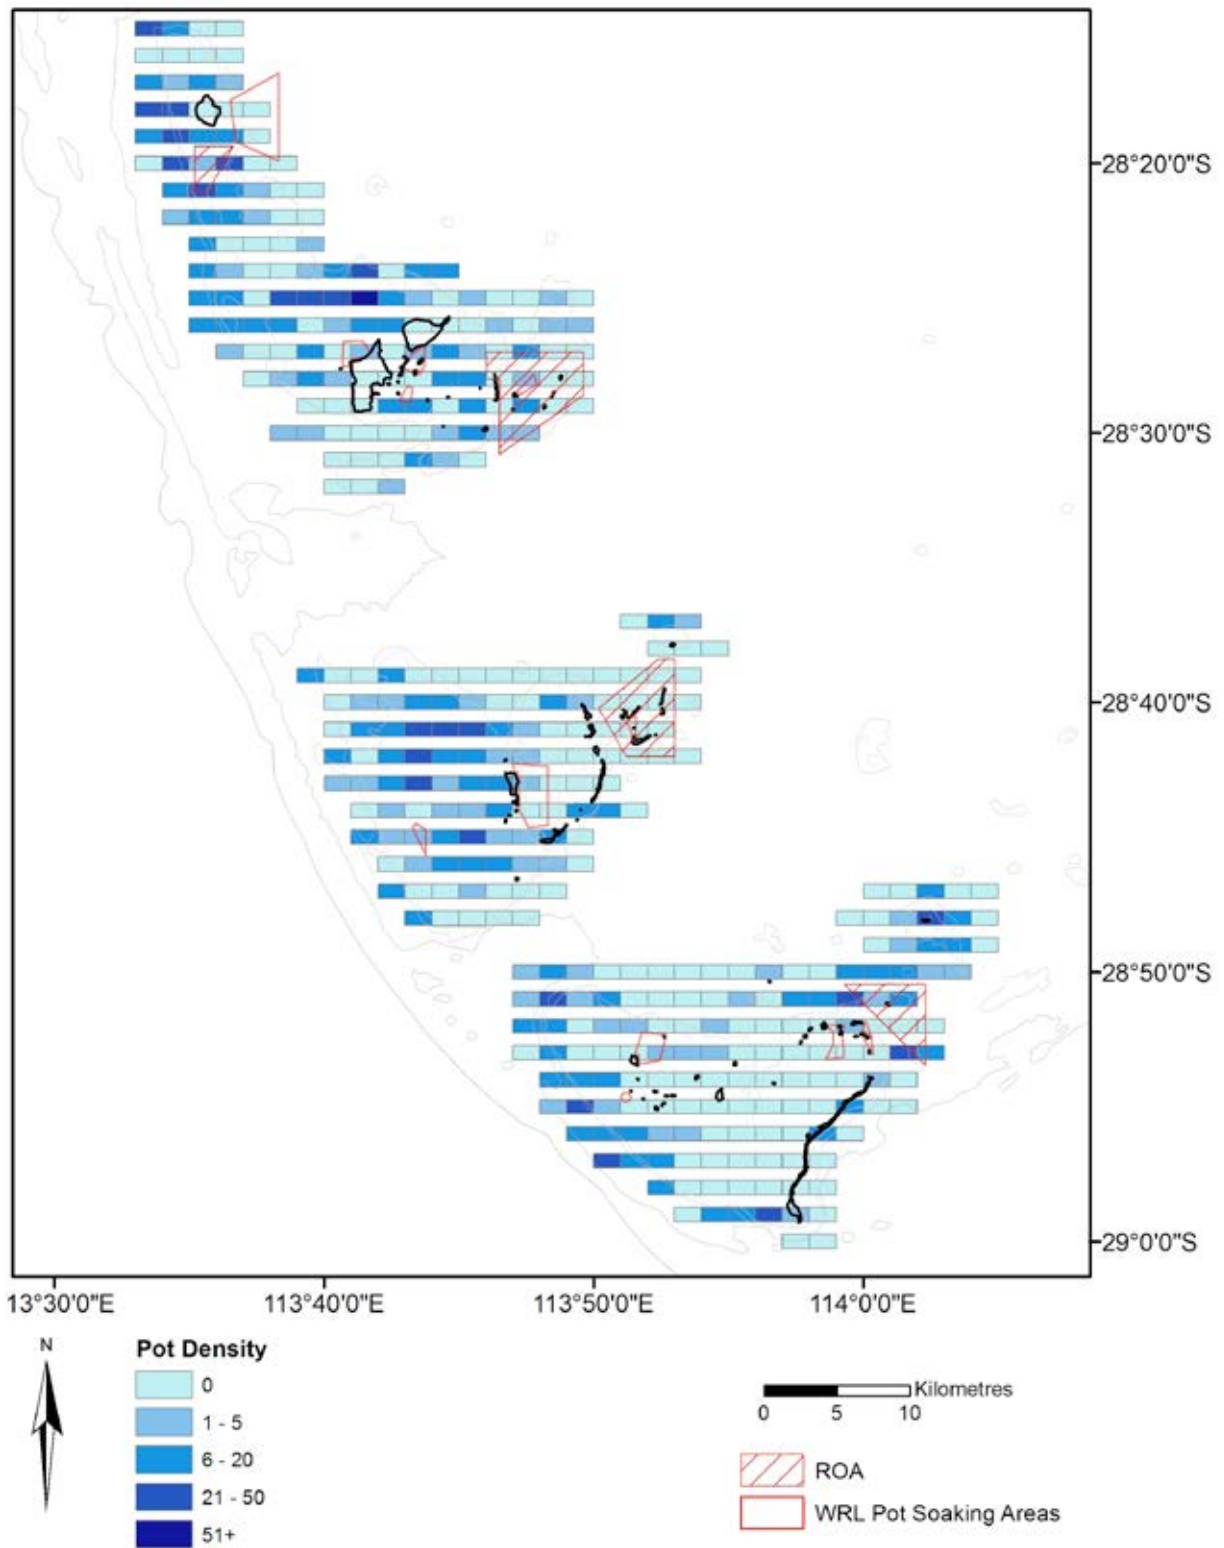 28°20'0"S
28°30'0"S
28°40'0"S
28°50'0"S
29°0'0"S
13°30'0"E 113°40'0"E 113°50'0"E 114°0'0"E
N
Pot Density
0
1 - 5
6 - 20
21 - 50
51+
Kilometres
0 5 10
ROA
WRL Pot Soaking Areas